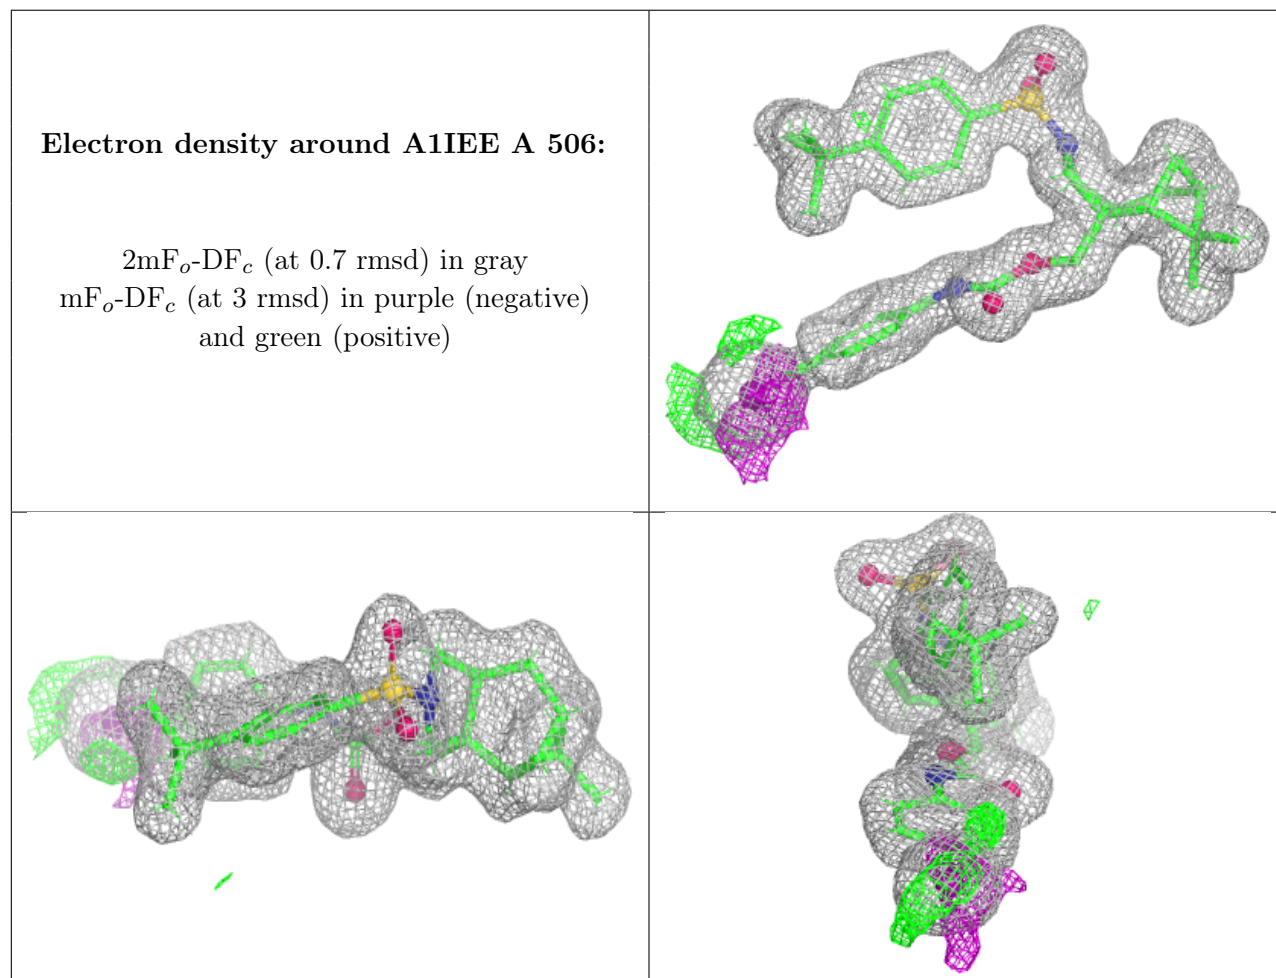 Electron density around A1IEE A 506:
2mFo-DFc (at 0.7 rmsd) in gray
mFo-DFc (at 3 rmsd) in purple (negative)
and green (positive)